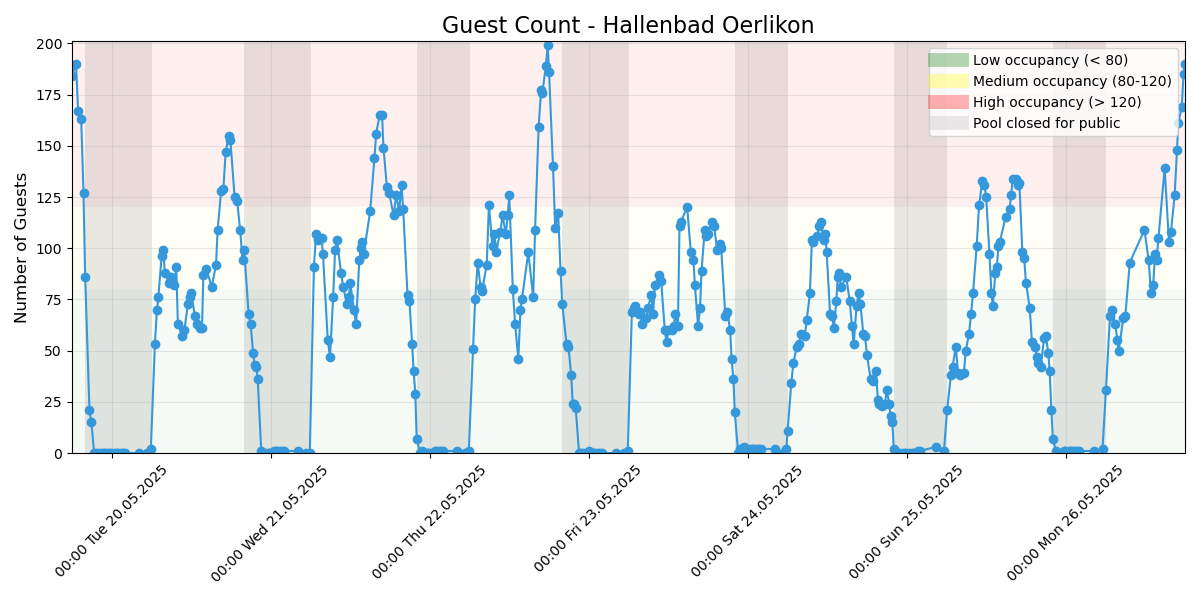 Guest Count - Hallenbad Oerlikon
Number of Guests
200
175
150
125
100
75
50
25
0
Low occupancy (< 80)
Medium occupancy (80-120)
High occupancy (> 120)
Pool closed for public
00:00 Tue 20.05.2025
00:00 Wed 21.05.2025
00:00 Thu 22.05.2025
00:00 Fri 23.05.2025
00:00 Sat 24.05.2025
00:00 Sun 25.05.2025
00:00 Mon 26.05.2025